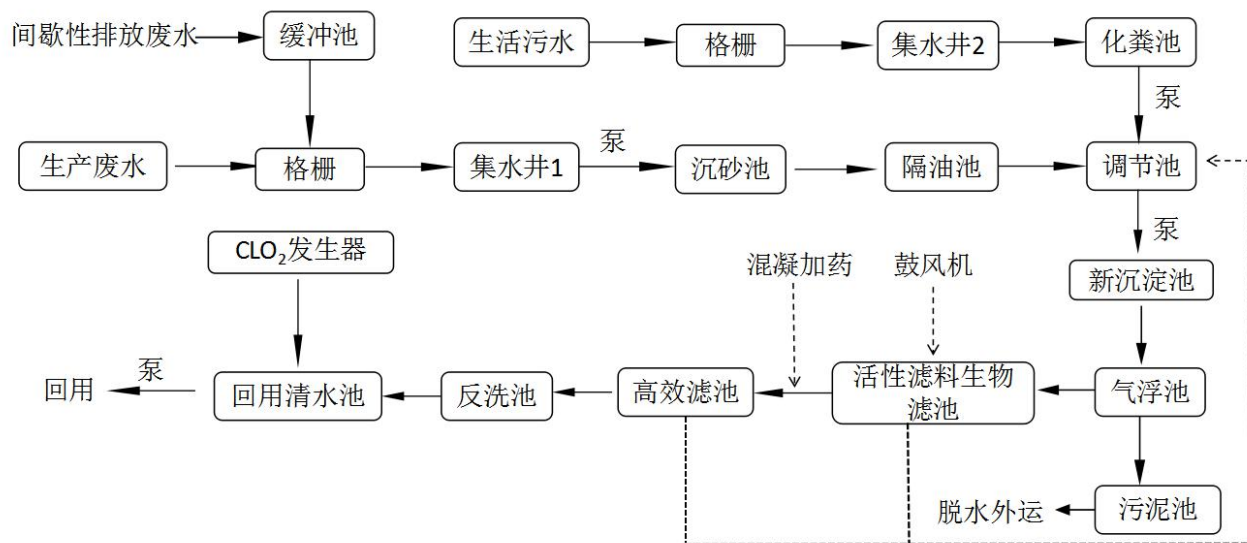 间歇性排放废水
缓冲池
生活污水
格栅
集水井2
化粪池
泵
生产废水
格栅
集水井1
泵
沉砂池
隔油池
调节池
泵
CLO₂发生器
混凝加药
鼓风机
新沉淀池
回用
泵
回用清水池
反洗池
高效滤池
活性滤料生物
滤池
气浮池
脱水外运
污泥池